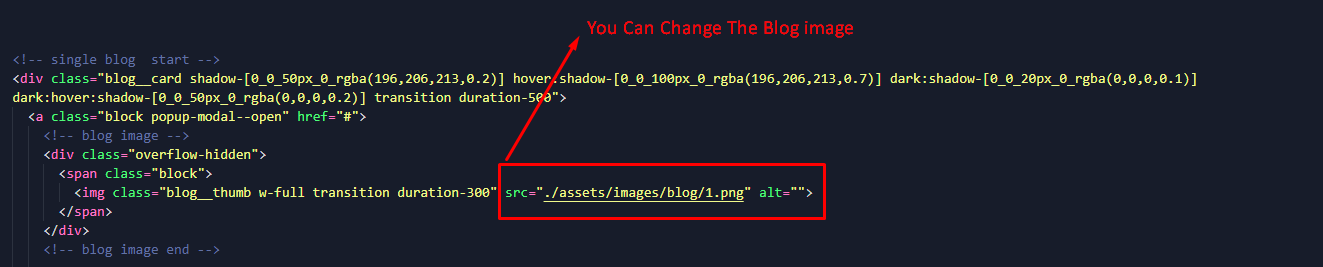 You Can Change The Blog image
<!-- single blog  start -->
<div class="blog__card shadow-[0_0_50px_0_rgba(196,206,213,0.2)] hover:shadow-[0_0_100px_0_rgba(196,206,213,0.7)] dark:shadow-[0_0_20px_0_rgba(0,0,0,0.1)]
dark:hover:shadow-[0_0_50px_0_rgba(0,0,0,0.2)] transition duration-500">
<a class="block popup-modal--open" href="#">
<!-- blog image -->
<div class="overflow-hidden">
<span class="block">
<img class="blog__thumb w-full transition duration-300" src="./assets/images/blog/1.png" alt="">
</span>
</div>
<!-- blog image end -->